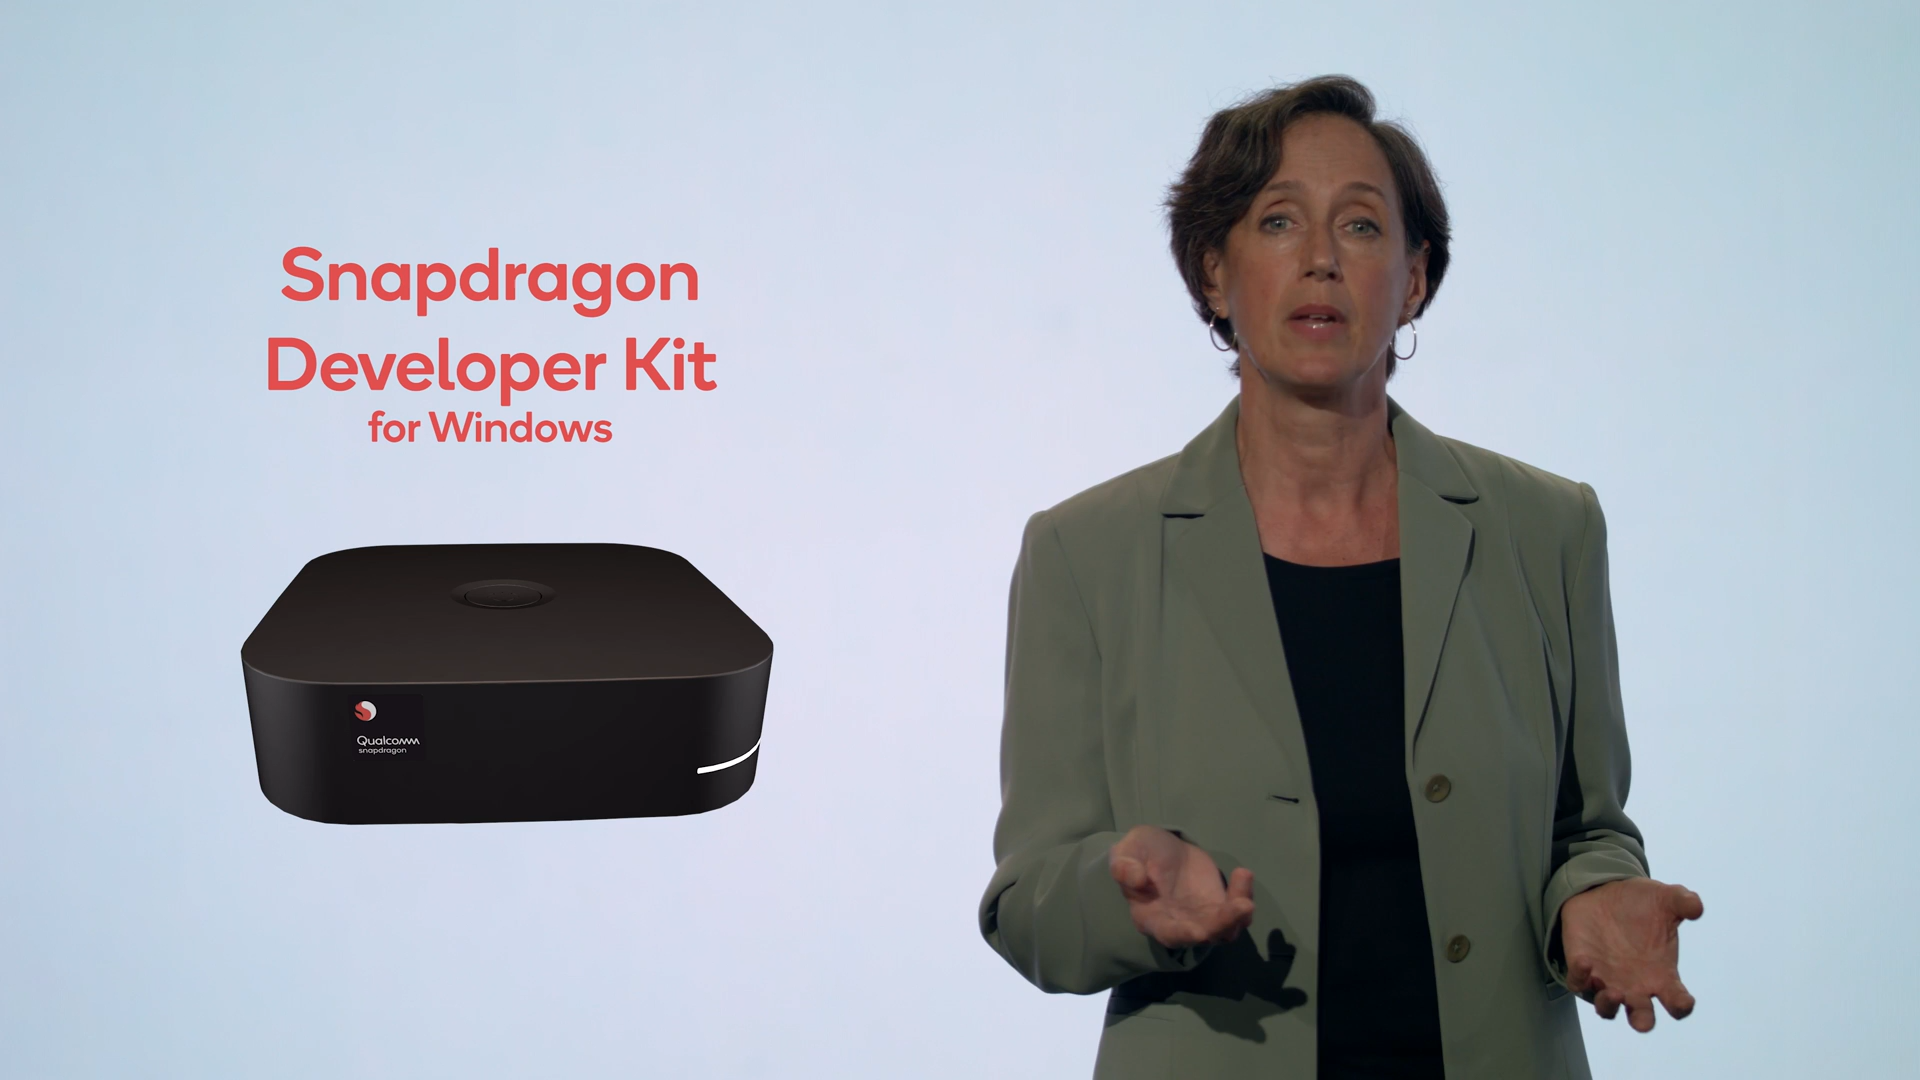 Snapdragon
Developer Kit
for Windows
Qualcomm
snapdragon